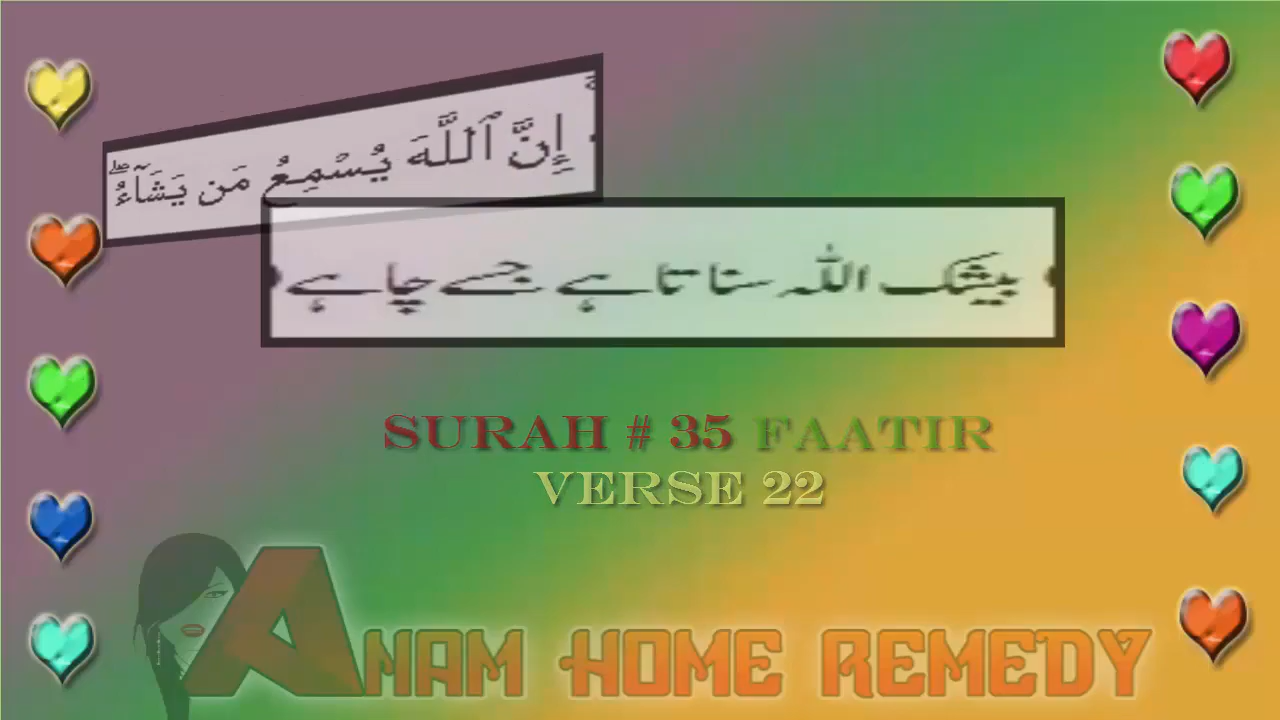 إِنَّ ٱللَّهَ يُسْمِعُ مَن يَشَآءُ ۖ
بیشک اللہ سناتا ہے جسے چاہے
SURAH # 35 FAATIR
VERSE 22
ANAM HOME REMEDY